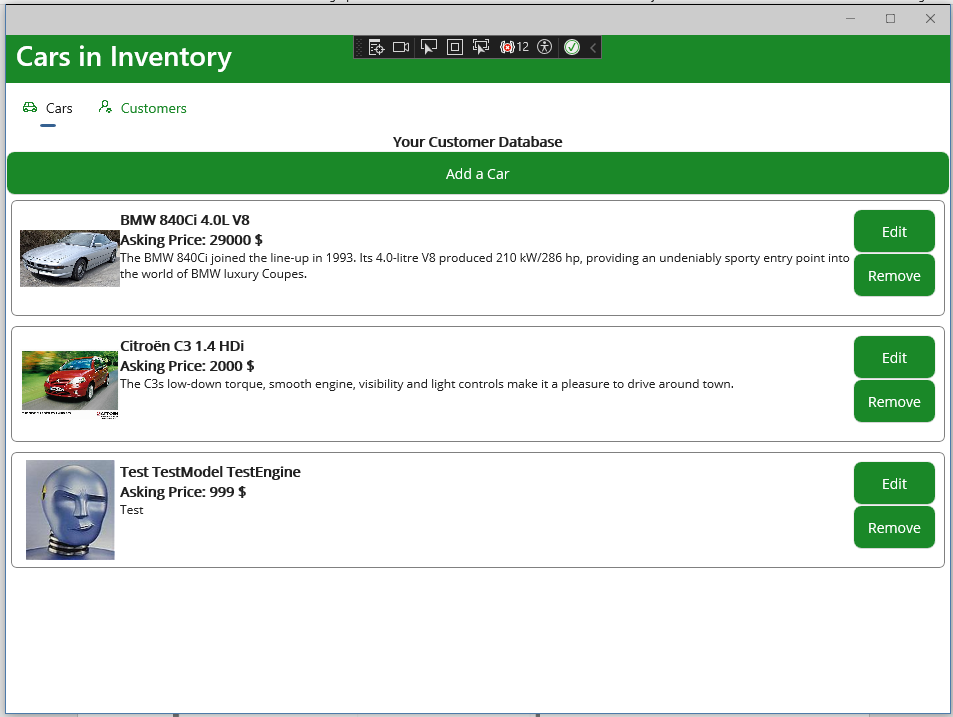 Cars in Inventory
12
Cars
Customers
Your Customer Database
Add a Car
BMW 840Ci 4.0L V8
Asking Price: 29000 $
The BMW 840Ci joined the line-up in 1993. Its 4.0-litre V8 produced 210 kW/286 hp, providing an undeniably sporty entry point into
the world of BMW luxury Coupes.
Edit
Remove
Citroën C3 1.4 HDi
Asking Price: 2000 $
The C3s low-down torque, smooth engine, visibility and light controls make it a pleasure to drive around town.
Edit
Remove
Test TestModel TestEngine
Asking Price: 999 $
Test
Edit
Remove